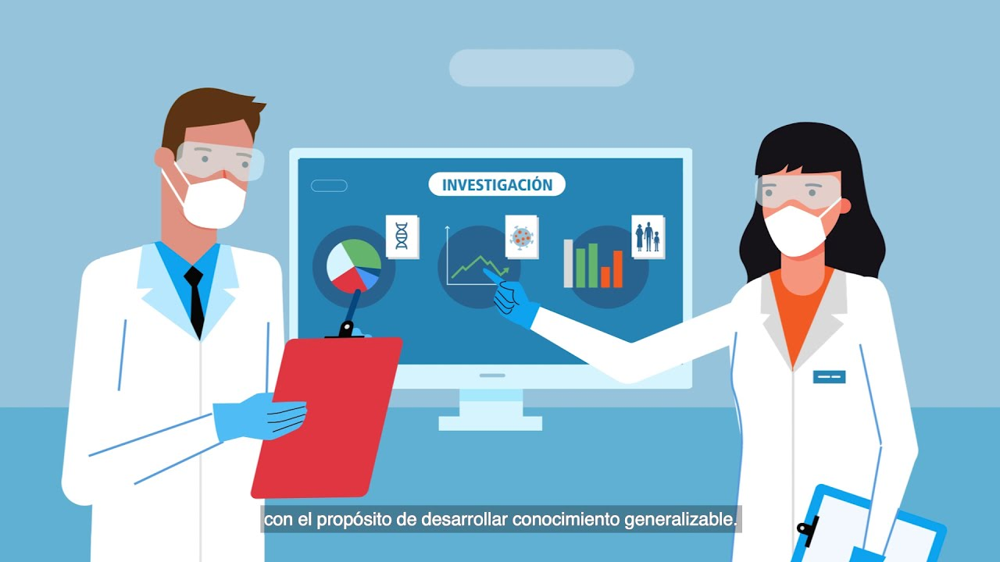 INVESTIGACIÓN
con el propósito de desarrollar conocimiento generalizable.